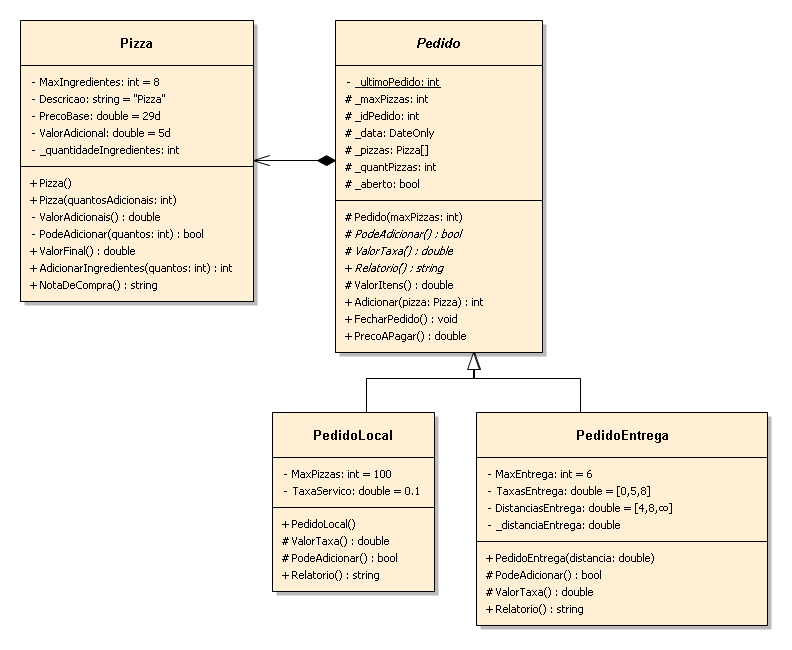 Pizza
- MaxIngredientes: int = 8
- Descricao: string = "Pizza"
- PrecoBase: double = 29d
- ValorAdicional: double = 5d
- _quantidadeIngredientes: int
+ Pizza()
+ Pizza(quantosAdicionais: int)
- ValorAdicionais() : double
- PodeAdicionar(quantos: int) : bool
+ ValorFinal() : double
+ AdicionarIngredientes(quantos: int) : int
+ NotaDeCompra() : string
Pedido
- _ultimoPedido: int
# _maxPizzas: int
# _idPedido: int
# _data: DateOnly
# _pizzas: Pizza[]
# _quantPizzas: int
# _aberto: bool
# Pedido(maxPizzas: int)
# PodeAdicionar() : bool
# ValorTaxa() : double
+ Relatorio() : string
# ValorItens() : double
+ Adicionar(pizza: Pizza) : int
+ FecharPedido() : void
+ PrecoAPagar() : double
PedidoLocal
- MaxPizzas: int = 100
- TaxaServico: double = 0.1
+ PedidoLocal()
# ValorTaxa() : double
# PodeAdicionar() : bool
+ Relatorio() : string
PedidoEntrega
- MaxEntrega: int = 6
- TaxasEntrega: double = [0,5,8]
- DistanciasEntrega: double = [4,8,∞]
- _distanciaEntrega: double
+ PedidoEntrega(distancia: double)
# PodeAdicionar() : bool
# ValorTaxa() : double
+ Relatorio() : string